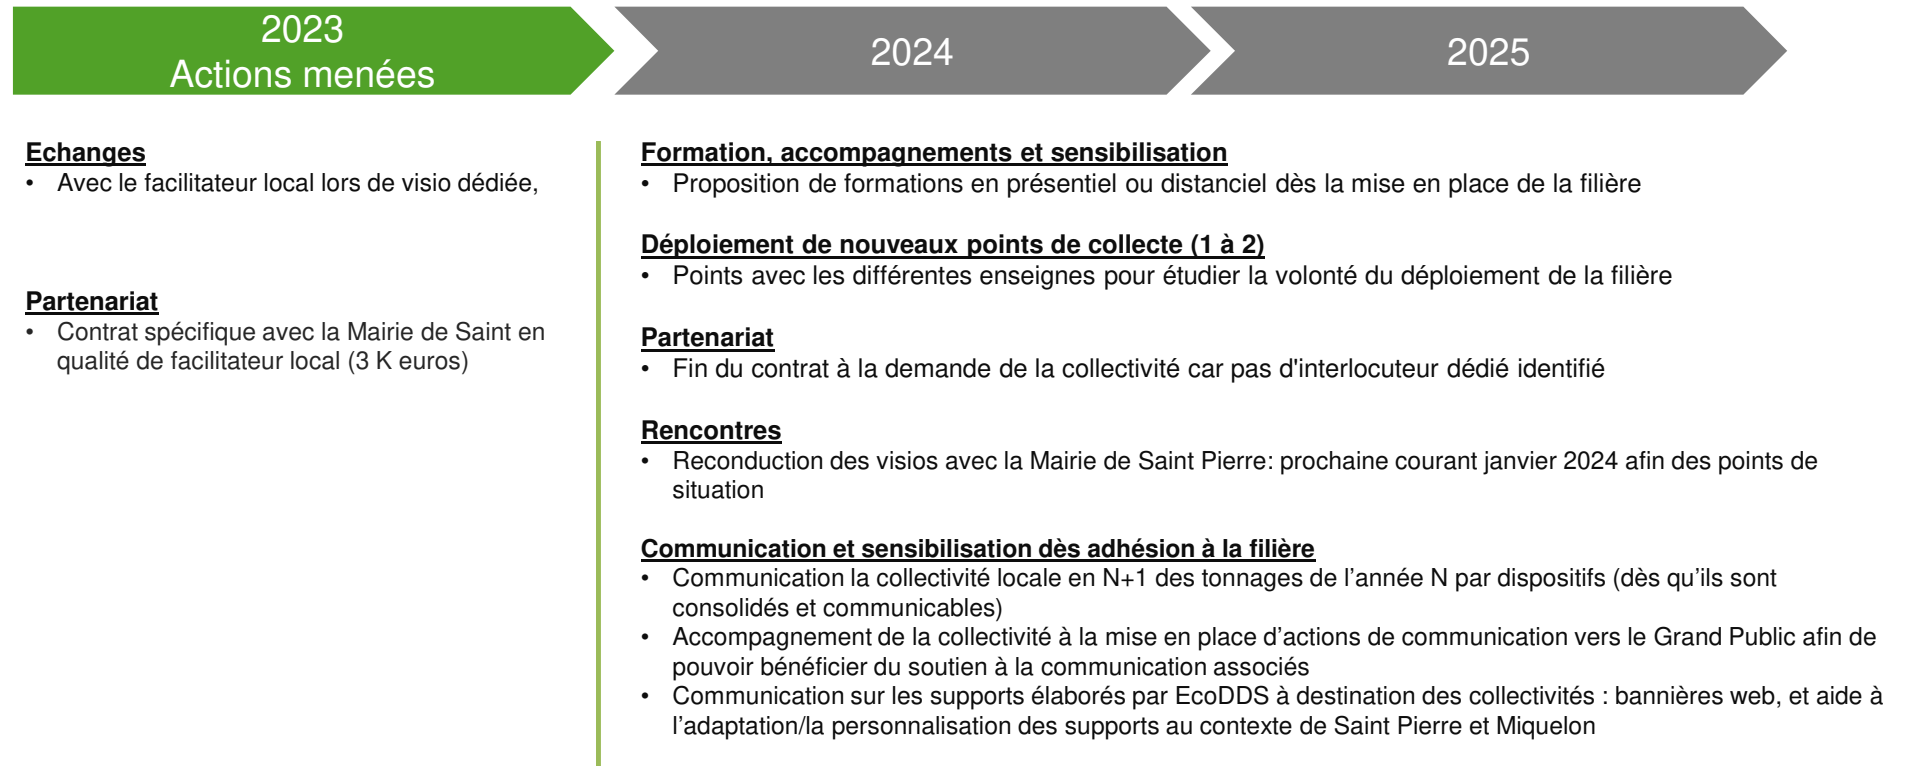 2023
Actions menées
2024
2025
Echanges
• Avec le facilitateur local lors de visio dédiée,
Partenariat
• Contrat spécifique avec la Mairie de Saint en
qualité de facilitateur local (3 K euros)
Formation, accompagnements et sensibilisation
• Proposition de formations en présentiel ou distanciel dès la mise en place de la filière
Déploiement de nouveaux points de collecte (1 à 2)
• Points avec les différentes enseignes pour étudier la volonté du déploiement de la filière
Partenariat
• Fin du contrat à la demande de la collectivité car pas d'interlocuteur dédié identifié
Rencontres
• Reconduction des visios avec la Mairie de Saint Pierre: prochaine courant janvier 2024 afin des points de
situation
Communication et sensibilisation dès adhésion à la filière
• Communication la collectivité locale en N+1 des tonnages de l’année N par dispositifs (dès qu’ils sont
consolidés et communicables)
• Accompagnement de la collectivité à la mise en place d’actions de communication vers le Grand Public afin de
pouvoir bénéficier du soutien à la communication associés
• Communication sur les supports élaborés par EcoDDS à destination des collectivités : bannières web, et aide à
l’adaptation/la personnalisation des supports au contexte de Saint Pierre et Miquelon